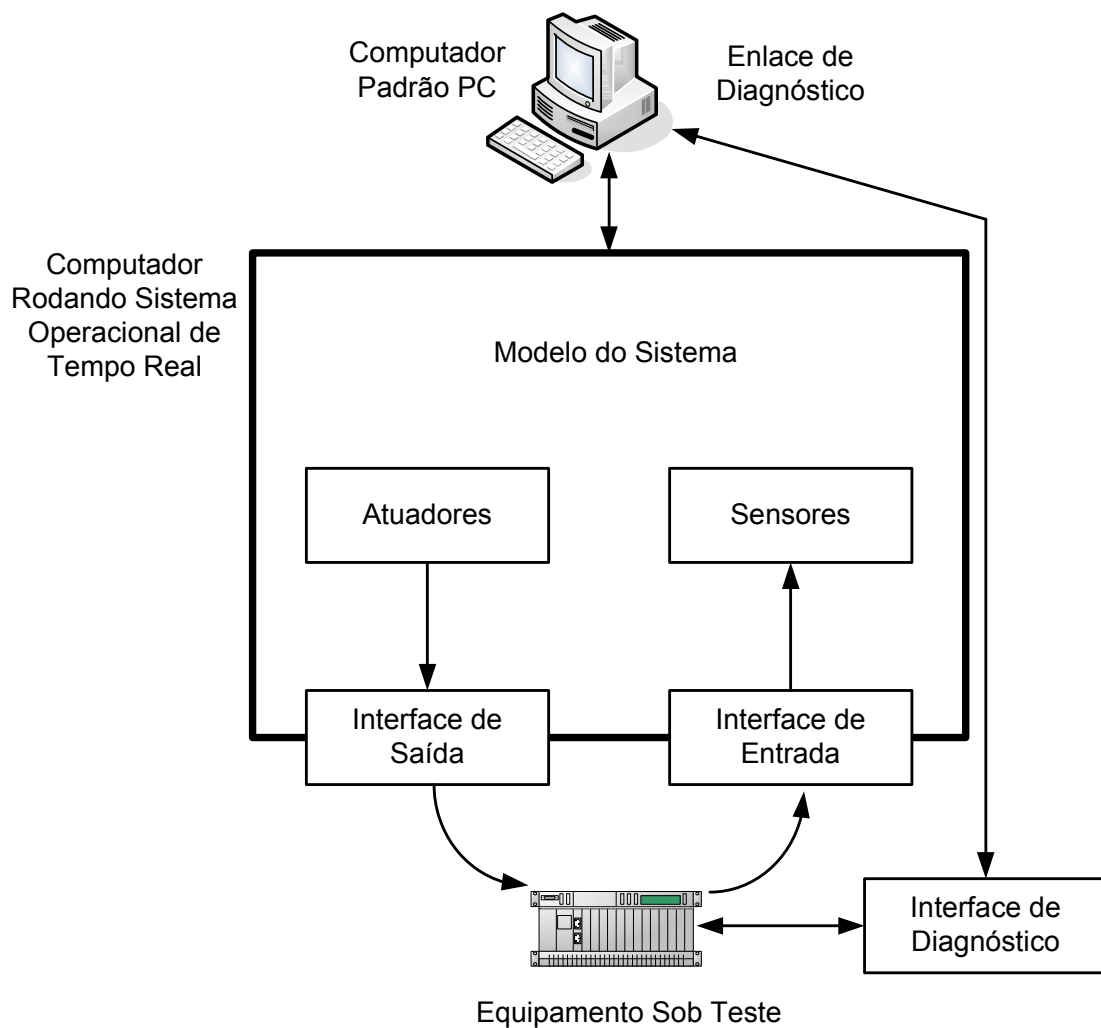 Computador
Padrão PC
Enlace de
Diagnóstico
Computador
Rodando Sistema
Operacional de
Tempo Real
Modelo do Sistema
Atuadores
Sensores
Interface de
Saída
Interface de
Entrada
Interface de
Diagnóstico
Equipamento Sob Teste